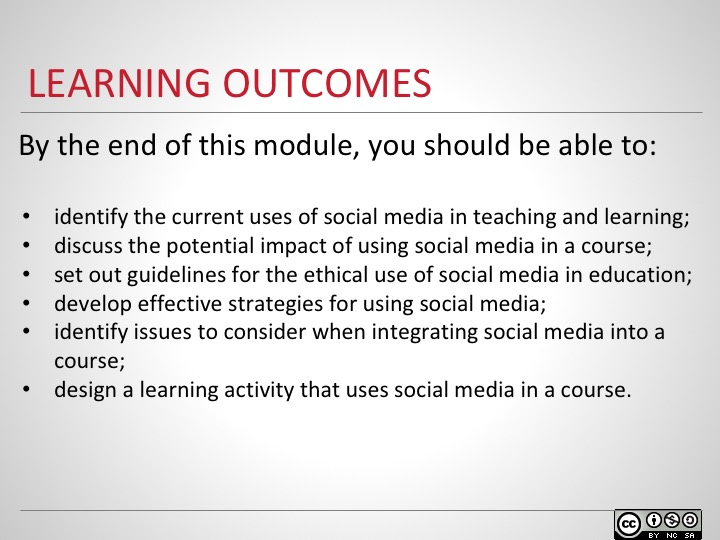 LEARNING OUTCOMES
By the end of this module, you should be able to:
• identify the current uses of social media in teaching and learning;
• discuss the potential impact of using social media in a course;
• set out guidelines for the ethical use of social media in education;
• develop effective strategies for using social media;
• identify issues to consider when integrating social media into a
course;
• design a learning activity that uses social media in a course.
cc
BY NC SA